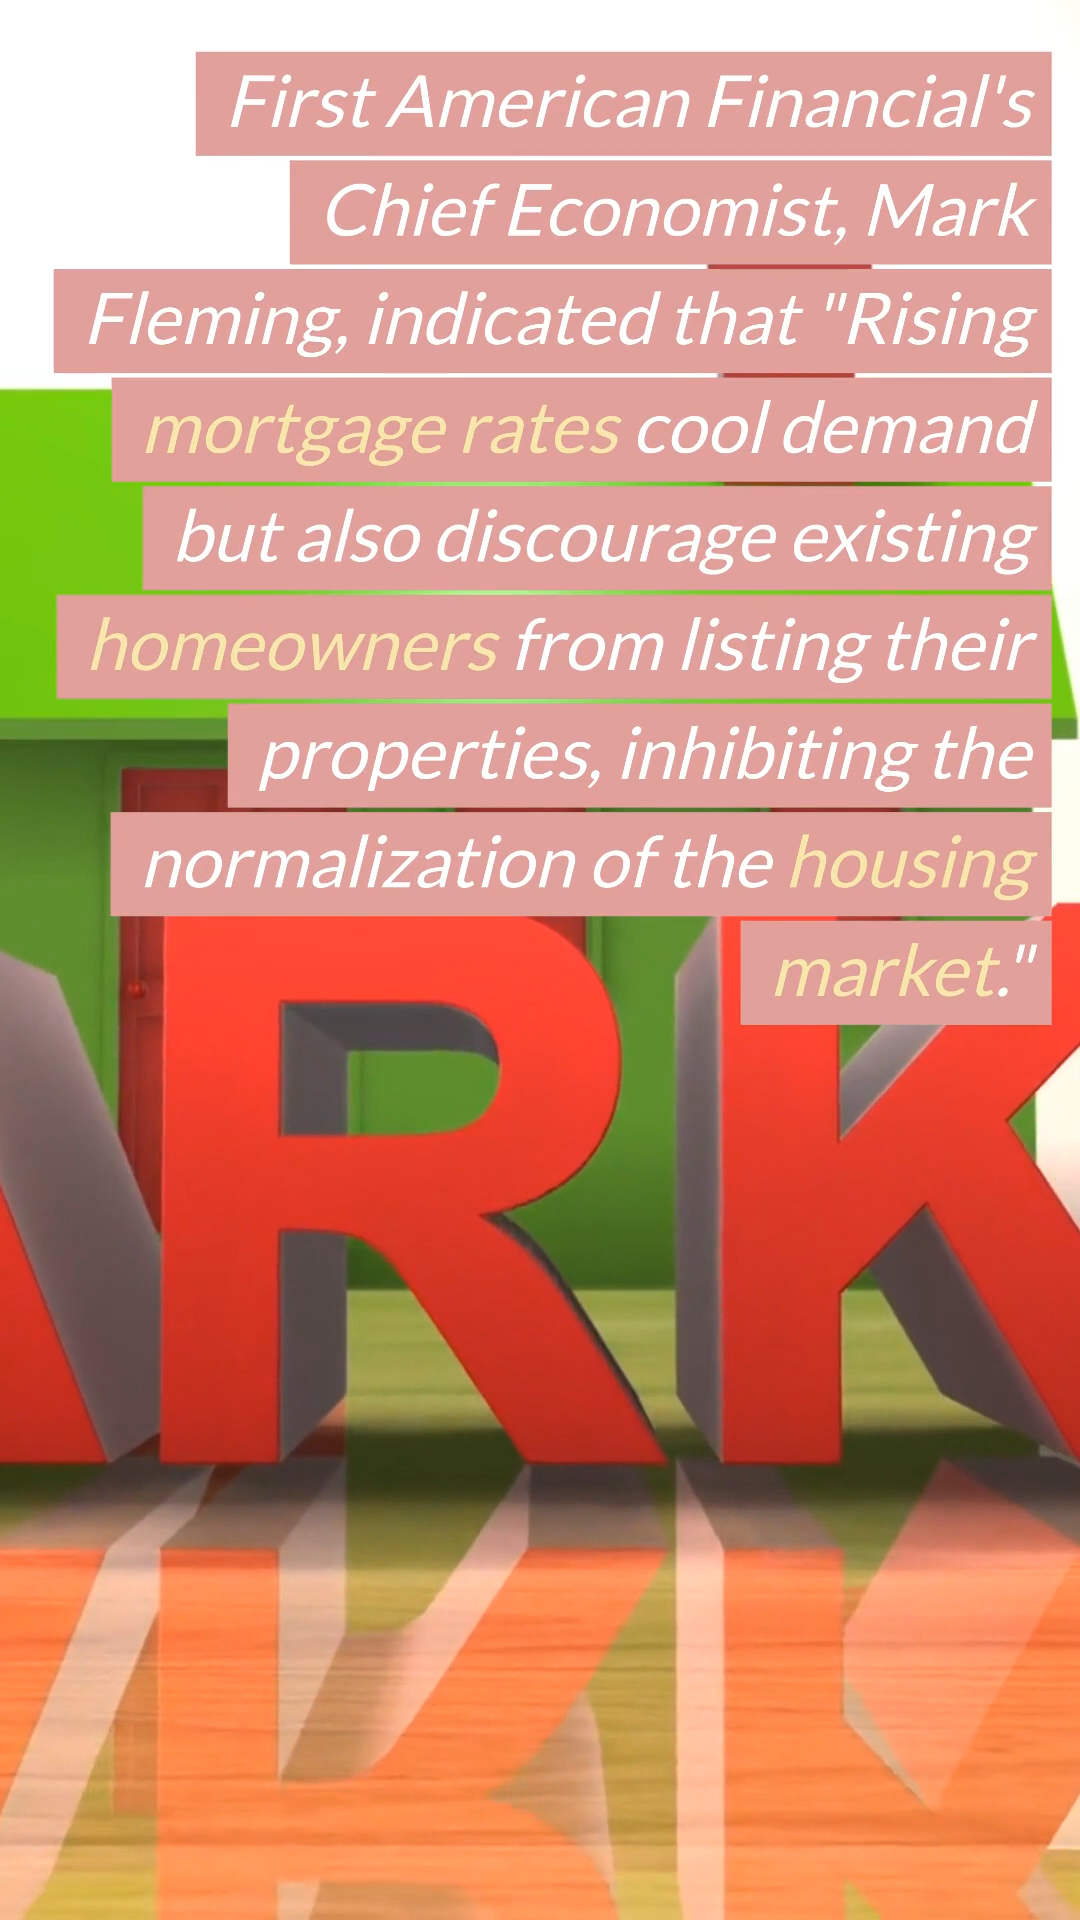 First American Financial's
Chief Economist, Mark
Fleming, indicated that "Rising
mortgage rates cool demand
but also discourage existing
homeowners from listing their
properties, inhibiting the
normalization of the housing
market."
ARK